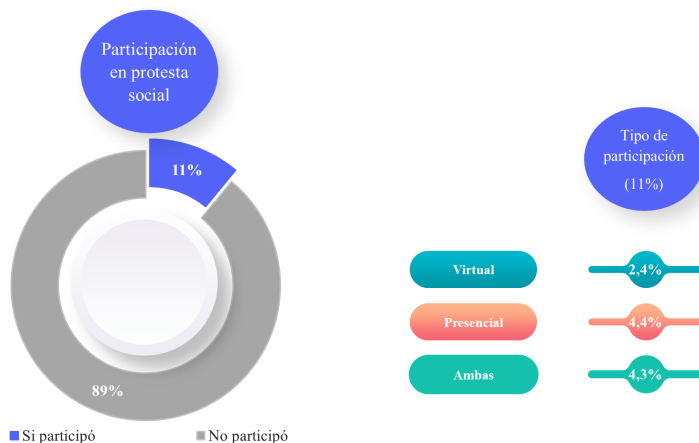 Participación
en protesta
social
11%
89%
Si participó
No participó
Tipo de
participación
(11%)
Virtual
2,4%
Presencial
4,4%
Ambas
4,3%